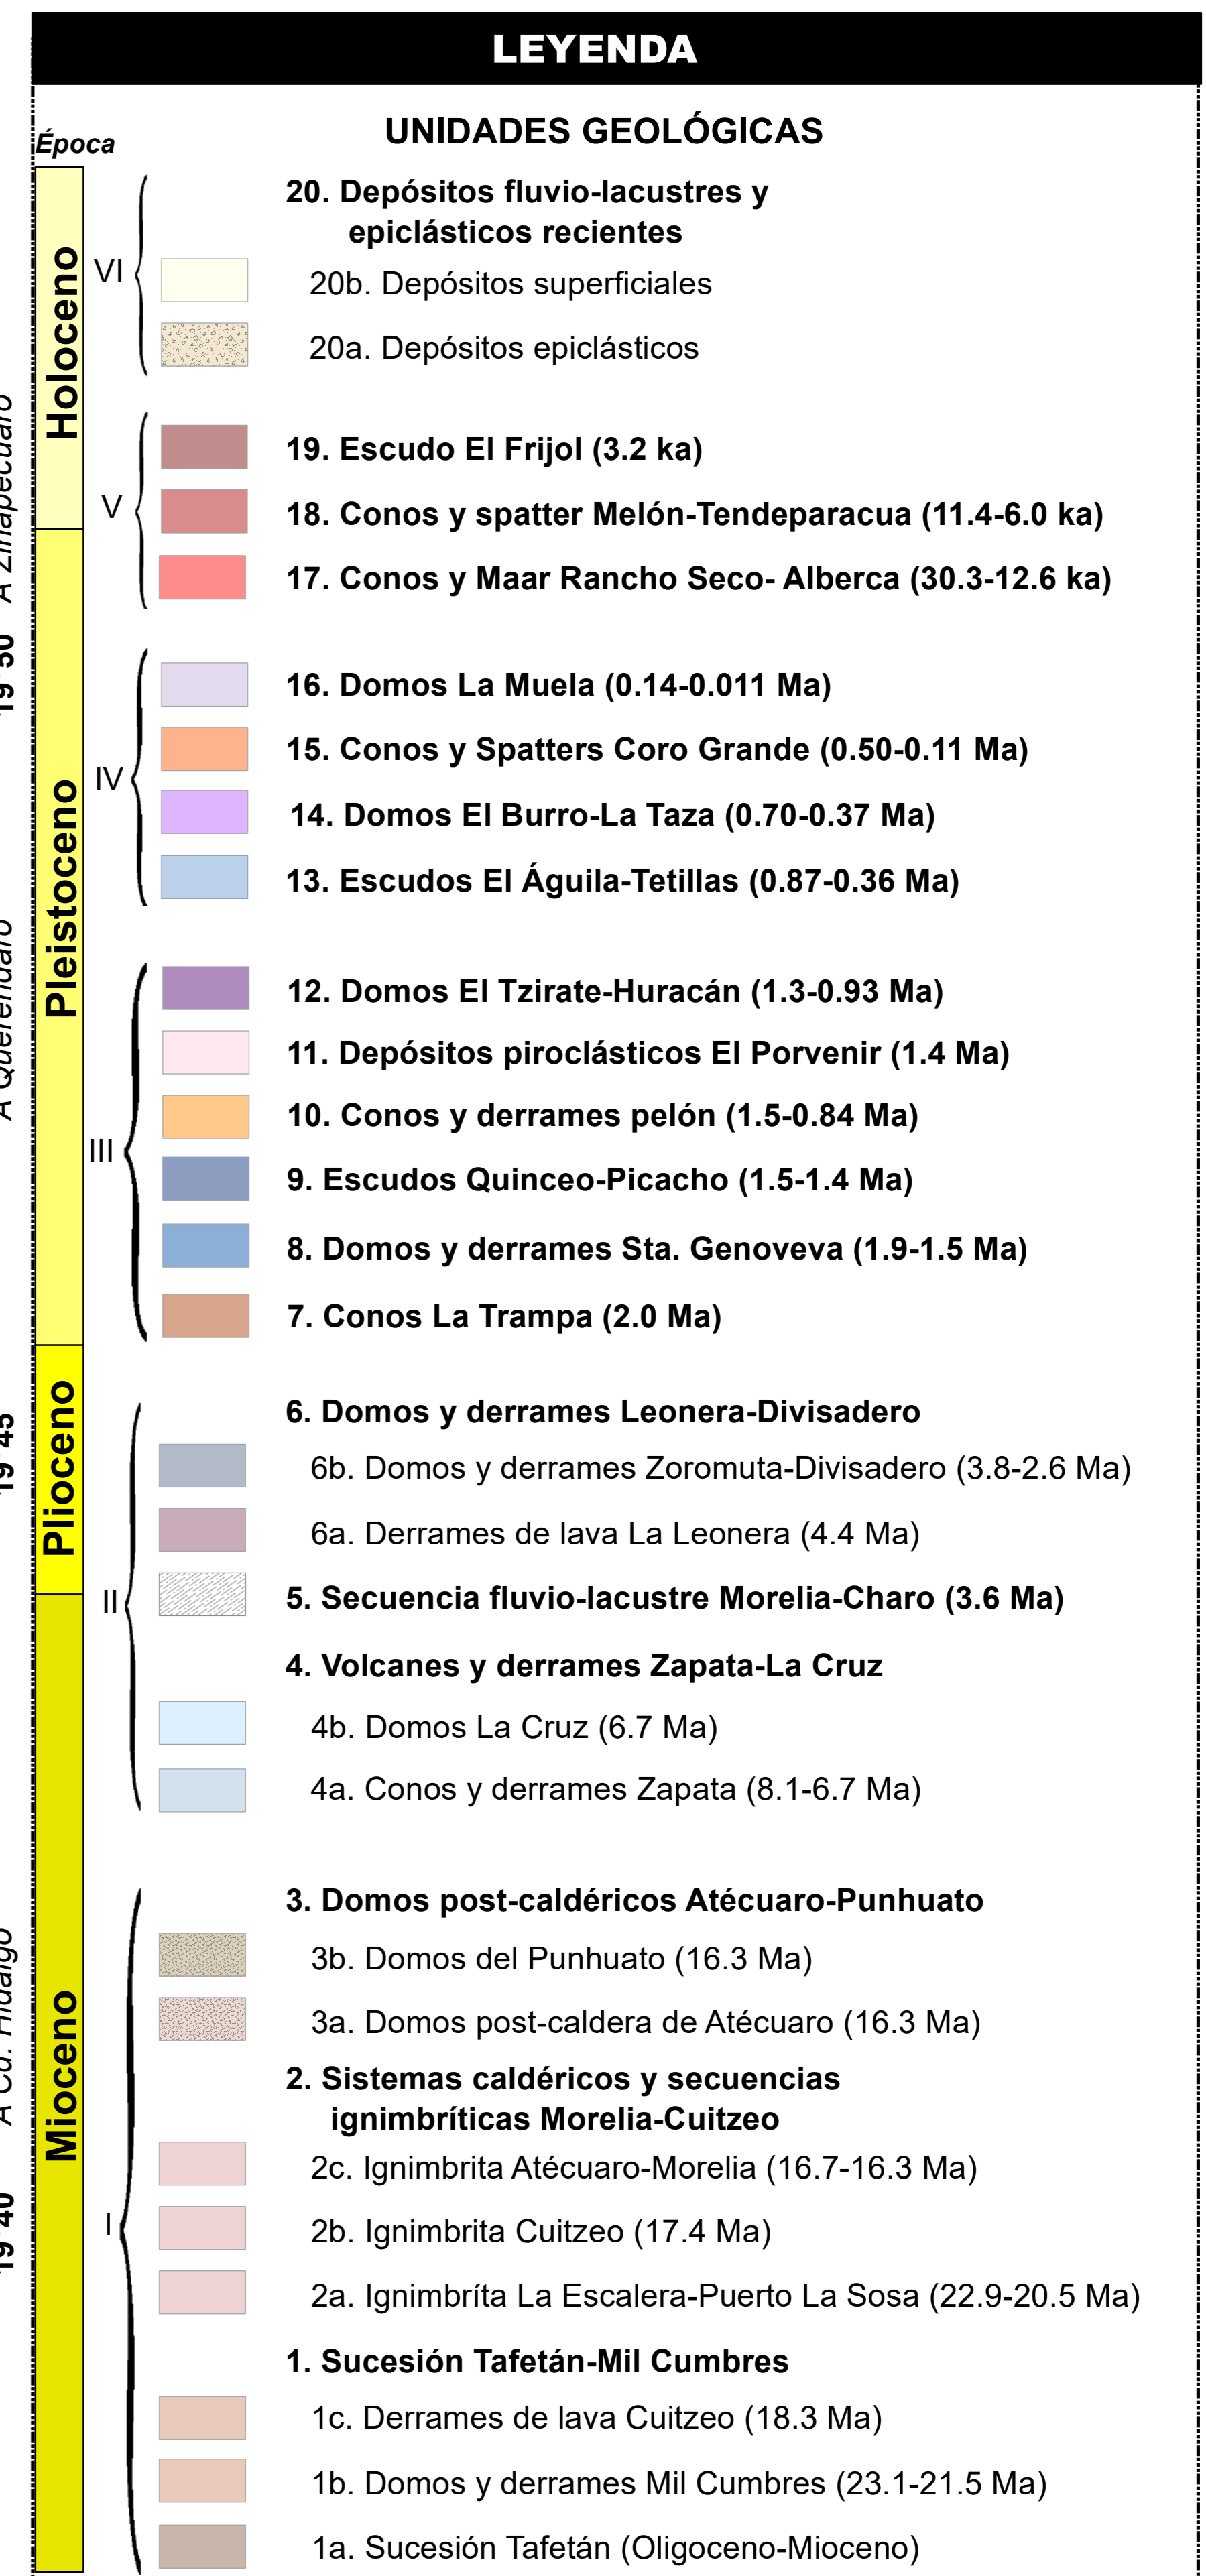 LEYENDA
UNIDADES GEOLÓGICAS
Época
Holoceno
Pleistoceno
Plioceno
Mioceno
VI
20. Depósitos fluvio-lacustres y
epiclásticos recientes
20b. Depósitos superficiales
20a. Depósitos epiclásticos
V
19. Escudo El Frijol (3.2 ka)
18. Conos y spatter Melón-Tendeparacua (11.4-6.0 ka)
17. Conos y Maar Rancho Seco- Alberca (30.3-12.6 ka)
IV
16. Domos La Muela (0.14-0.011 Ma)
15. Conos y Spatters Coro Grande (0.50-0.11 Ma)
14. Domos El Burro-La Taza (0.70-0.37 Ma)
13. Escudos El Águila-Tetillas (0.87-0.36 Ma)
III
12. Domos El Tzirate-Huracán (1.3-0.93 Ma)
11. Depósitos piroclásticos El Porvenir (1.4 Ma)
10. Conos y derrames pelón (1.5-0.84 Ma)
9. Escudos Quinceo-Picacho (1.5-1.4 Ma)
8. Domos y derrames Sta. Genoveva (1.9-1.5 Ma)
7. Conos La Trampa (2.0 Ma)
II
6. Domos y derrames Leonera-Divisadero
6b. Domos y derrames Zoromuta-Divisadero (3.8-2.6 Ma)
6a. Derrames de lava La Leonera (4.4 Ma)
5. Secuencia fluvio-lacustre Morelia-Charo (3.6 Ma)
4. Volcanes y derrames Zapata-La Cruz
4b. Domos La Cruz (6.7 Ma)
4a. Conos y derrames Zapata (8.1-6.7 Ma)
I
3. Domos post-caldéricos Atécuaro-Punhuato
3b. Domos del Punhuato (16.3 Ma)
3a. Domos post-caldera de Atécuaro (16.3 Ma)
2. Sistemas caldéricos y secuencias
ignimbríticas Morelia-Cuitzeo
2c. Ignimbrita Atécuaro-Morelia (16.7-16.3 Ma)
2b. Ignimbrita Cuitzeo (17.4 Ma)
2a. Ignimbríta La Escalera-Puerto La Sosa (22.9-20.5 Ma)
1. Sucesión Tafetán-Mil Cumbres
1c. Derrames de lava Cuitzeo (18.3 Ma)
1b. Domos y derrames Mil Cumbres (23.1-21.5 Ma)
1a. Sucesión Tafetán (Oligoceno-Mioceno)
A Zinapécuaro
A Queréndaro
A Cd. Hidalgo